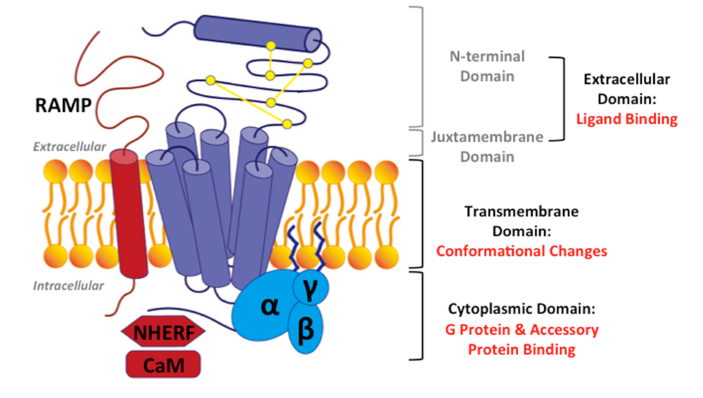 RAMP
Extracellular
Intracellular
NHERF
CaM
α
γ
β
N-terminal
Domain
Juxtamembrane
Domain
Extracellular
Domain:
Ligand Binding
Transmembrane
Domain:
Conformational Changes
Cytoplasmic Domain:
G Protein & Accessory
Protein Binding